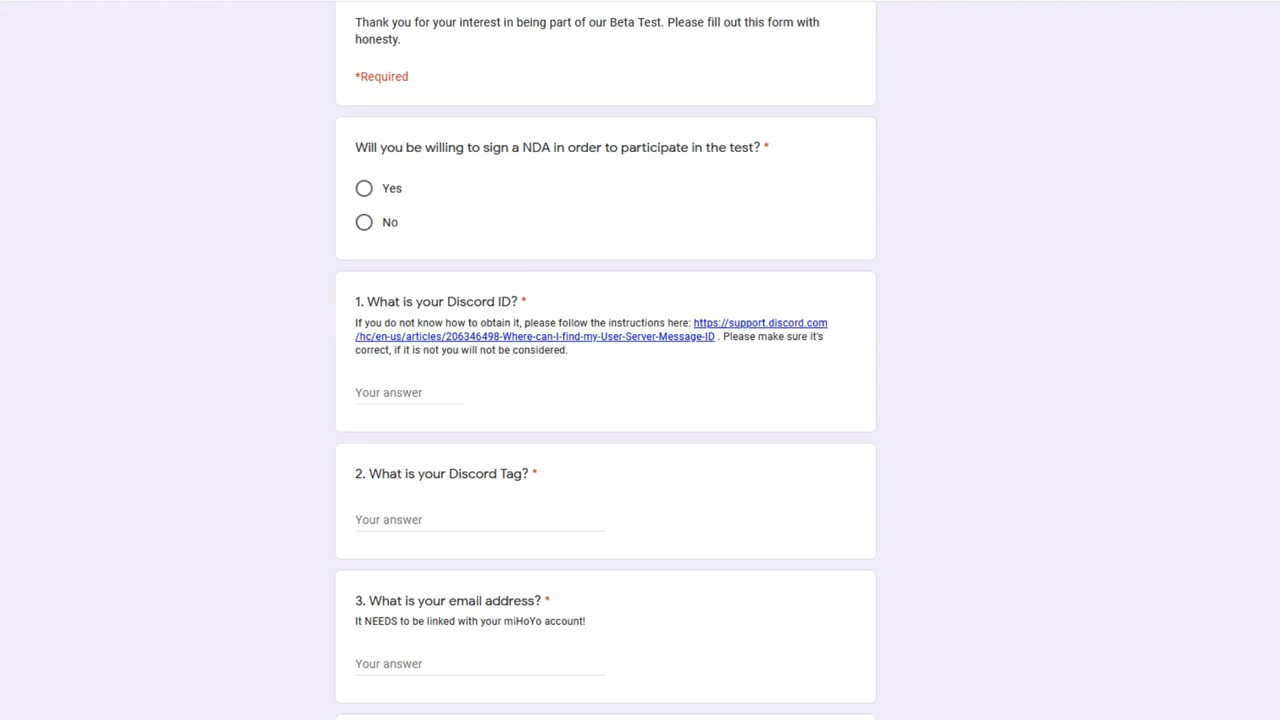 Thank you for your interest in being part of our Beta Test. Please fill out this form with
honesty.
*Required
Will you be willing to sign a NDA in order to participate in the test? *
Yes
No
1. What is your Discord ID? *
If you do not know how to obtain it, please follow the instructions here: https://support.discord.com
/hc/en-us/articles/206346498-Where-can-I-find-my-User-Server-Message-ID . Please make sure it's
correct, if it is not you will not be considered.
Your answer
2. What is your Discord Tag? *
Your answer
3. What is your email address? *
It NEEDS to be linked with your miHoYo account!
Your answer